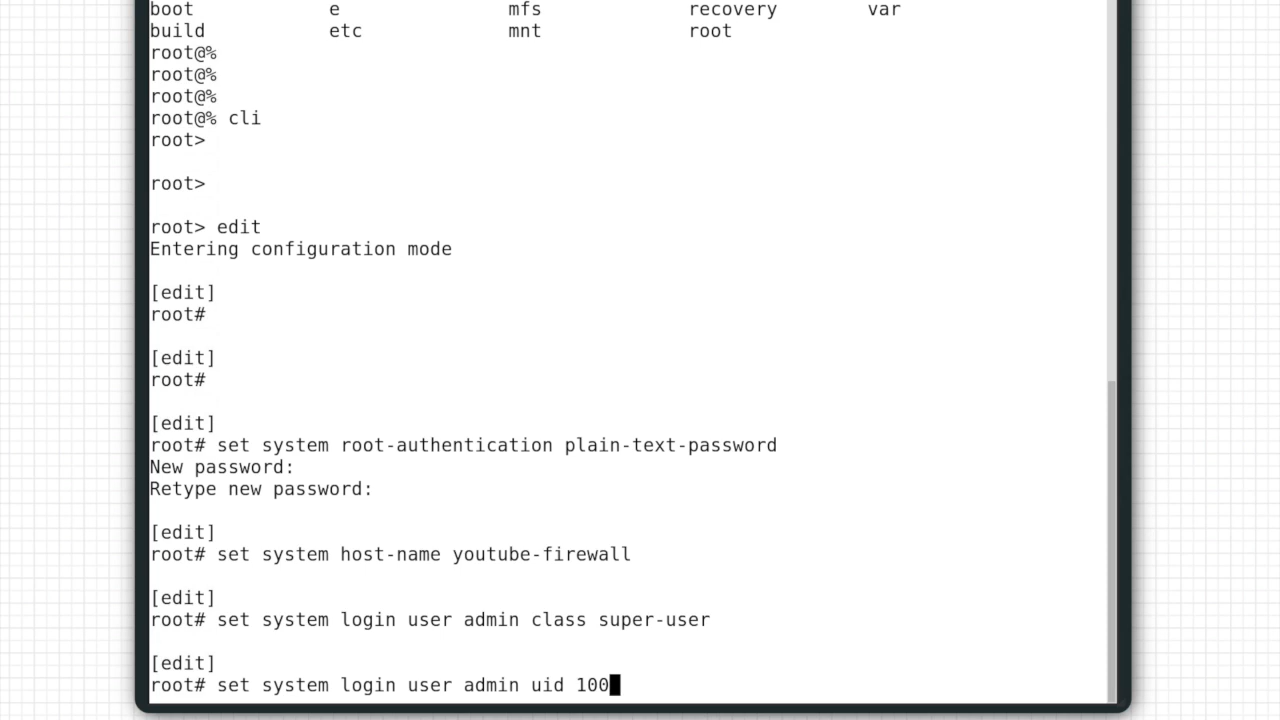 boot e mfs recovery var
build etc mnt root
root@%
root@%
root@%
root@% cli
root>
root>
root> edit
Entering configuration mode
[edit]
root#
[edit]
root#
[edit]
root# set system root-authentication plain-text-password
New password:
Retype new password:
[edit]
root# set system host-name youtube-firewall
[edit]
root# set system login user admin class super-user
[edit]
root# set system login user admin uid 100